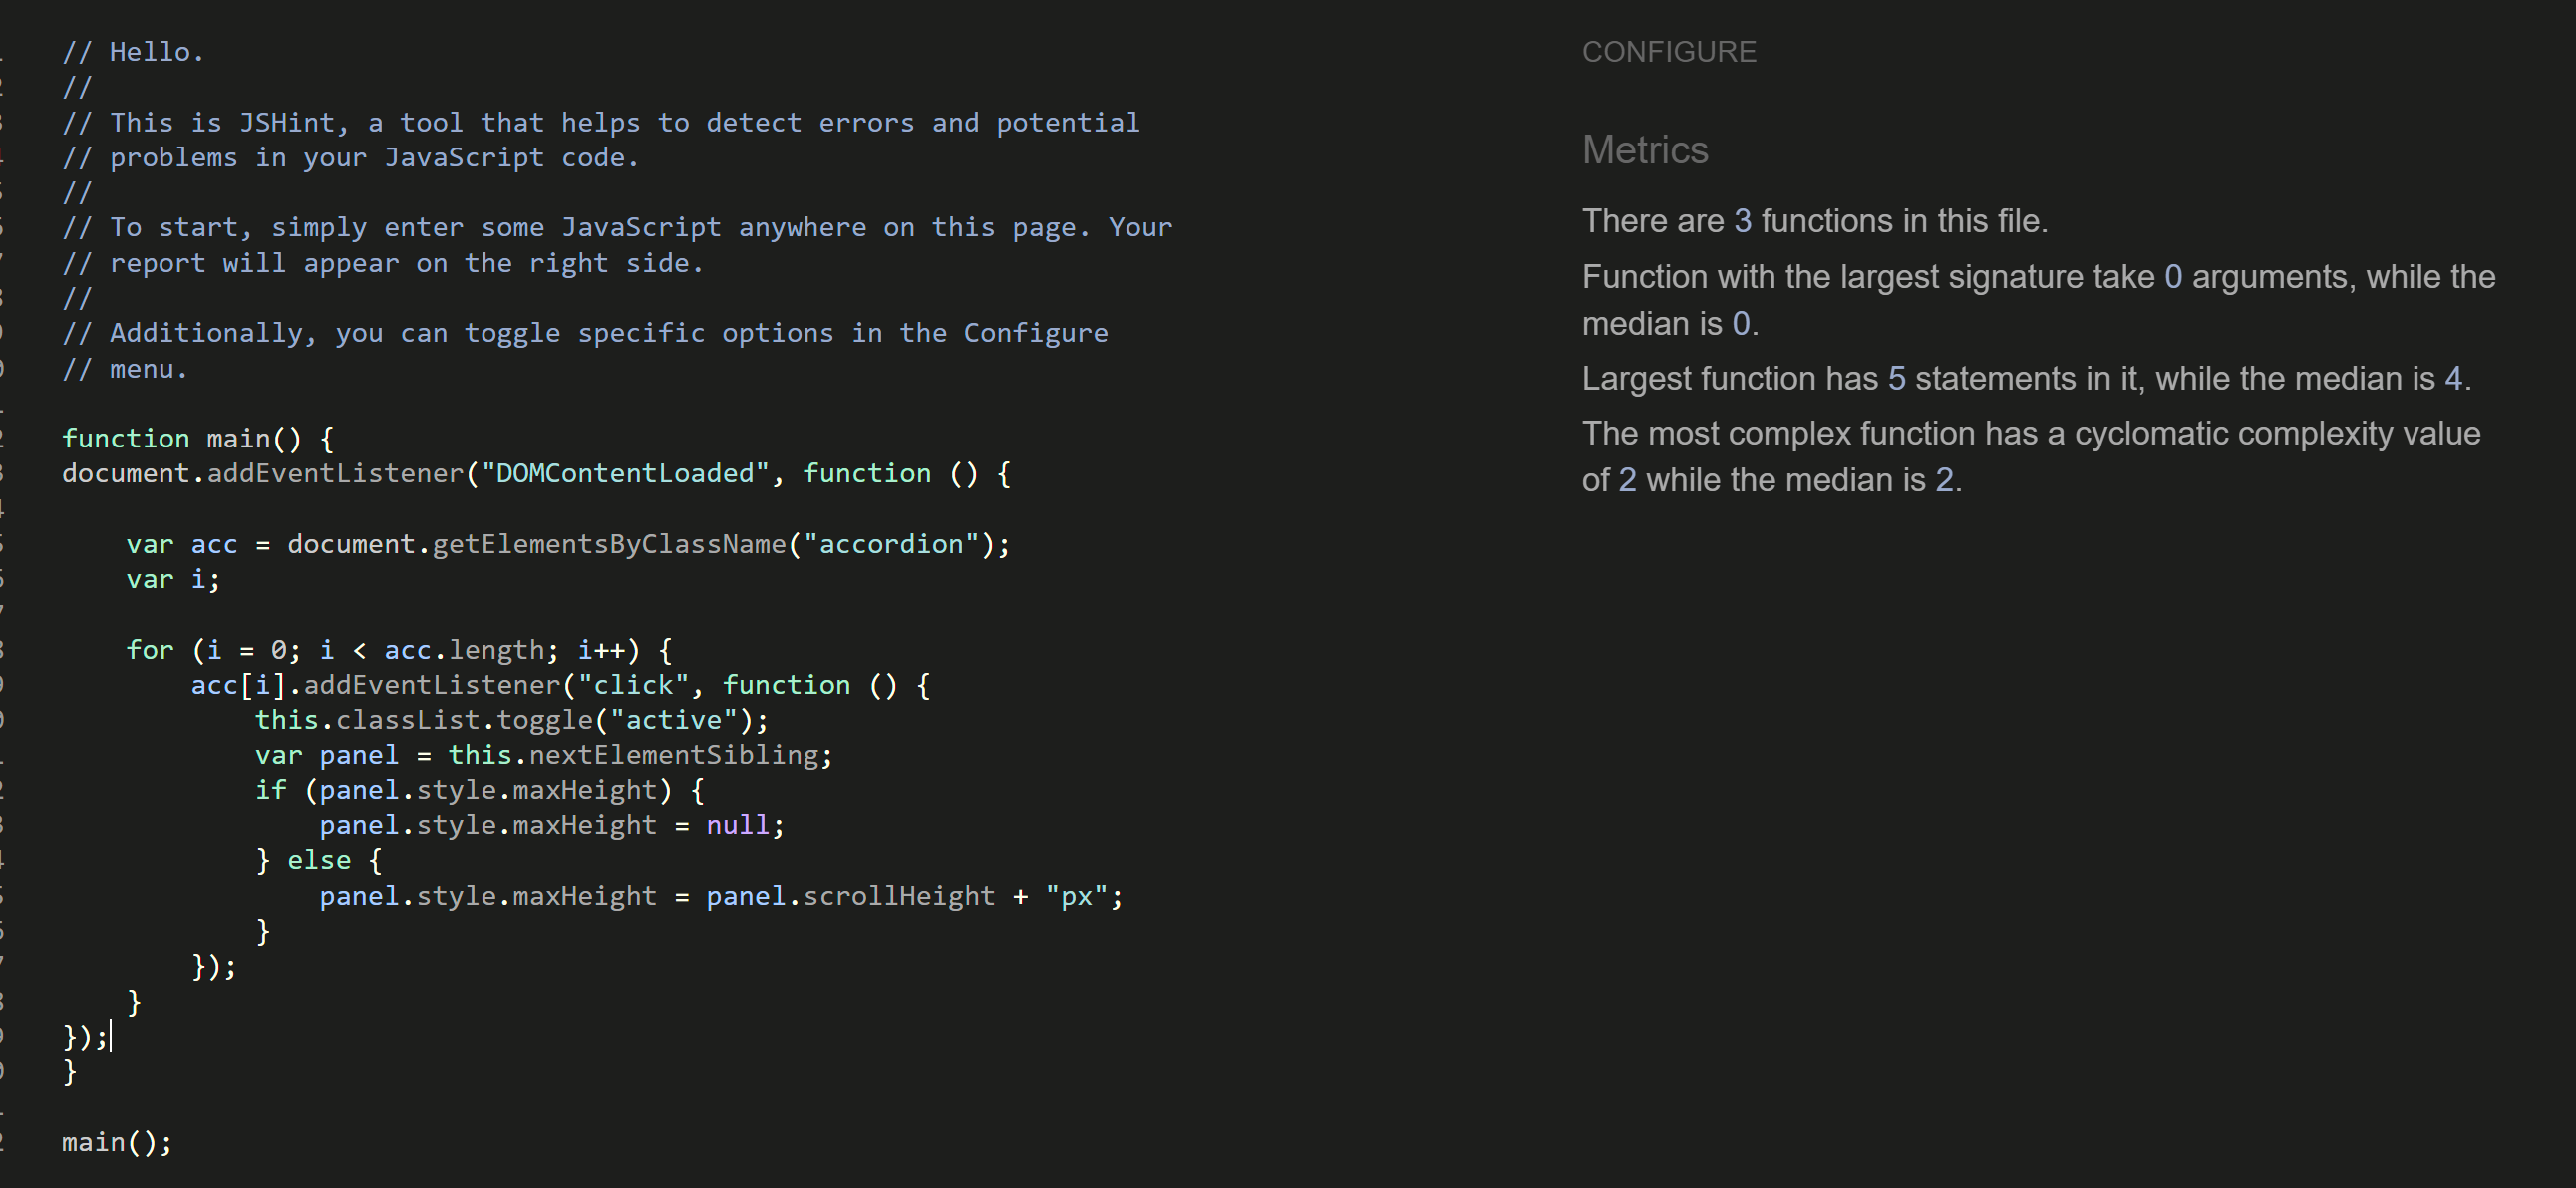 // Hello.
//
// This is JSHint, a tool that helps to detect errors and potential
// problems in your JavaScript code.
//
// To start, simply enter some JavaScript anywhere on this page. Your
// report will appear on the right side.
//
// Additionally, you can toggle specific options in the Configure
// menu.
function main() {
document.addEventListener("DOMContentLoaded", function () {
var acc = document.getElementsByClassName("accordion");
var i;
for (i = 0; i < acc.length; i++) {
acc[i].addEventListener("click", function () {
this.classList.toggle("active");
var panel = this.nextElementSibling;
if (panel.style.maxHeight) {
panel.style.maxHeight = null;
} else {
panel.style.maxHeight = panel.scrollHeight + "px";
}
});
}
});
}
main();
CONFIGURE
Metrics
There are 3 functions in this file.
Function with the largest signature take 0 arguments, while the
median is 0.
Largest function has 5 statements in it, while the median is 4.
The most complex function has a cyclomatic complexity value
of 2 while the median is 2.